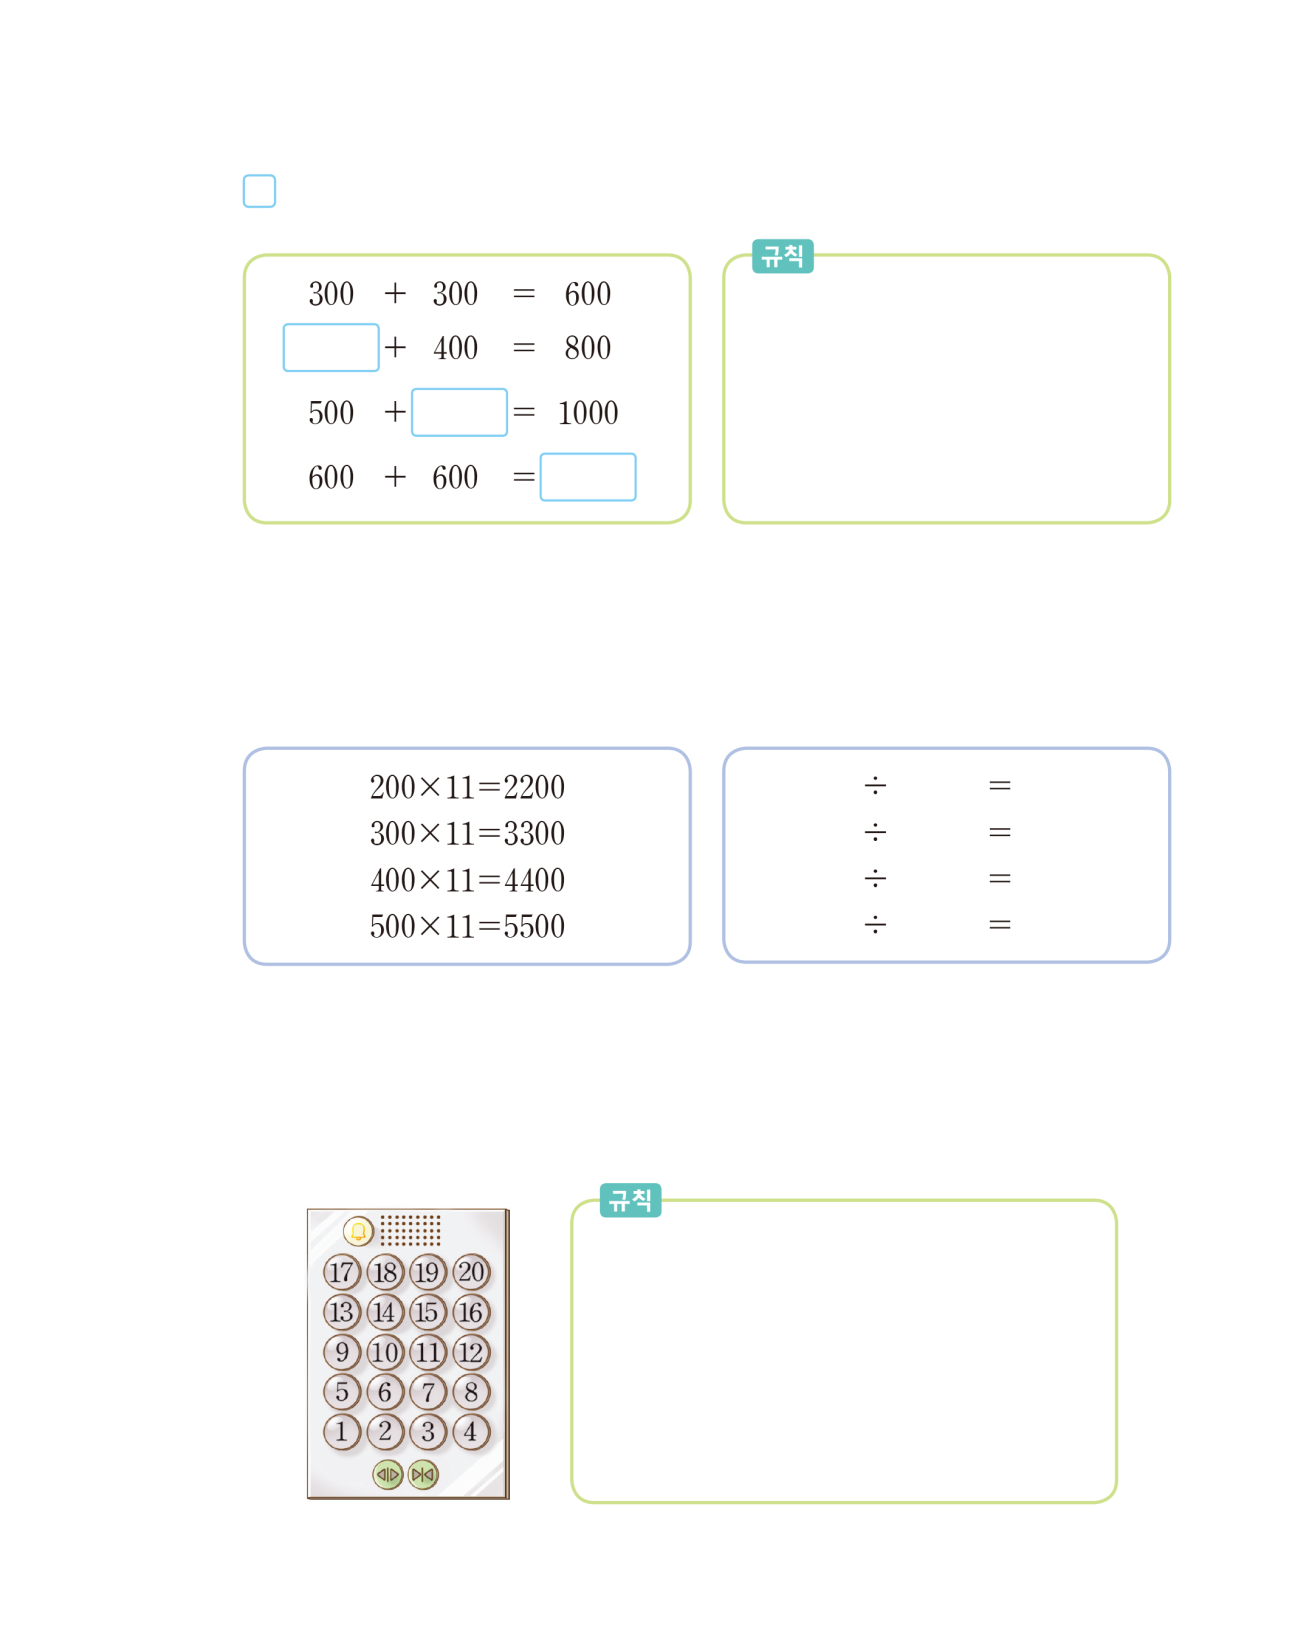 300 + 300 = 600
+ 400 = 800
500 + = 1000
600 + 600 =
규칙
200×11=2200
300×11=3300
400×11=4400
500×11=5500
÷ =
÷ =
÷ =
÷ =
17 18 19 20
13 14 15 16
9 10 11 12
5 6 7 8
1 2 3 4
규칙